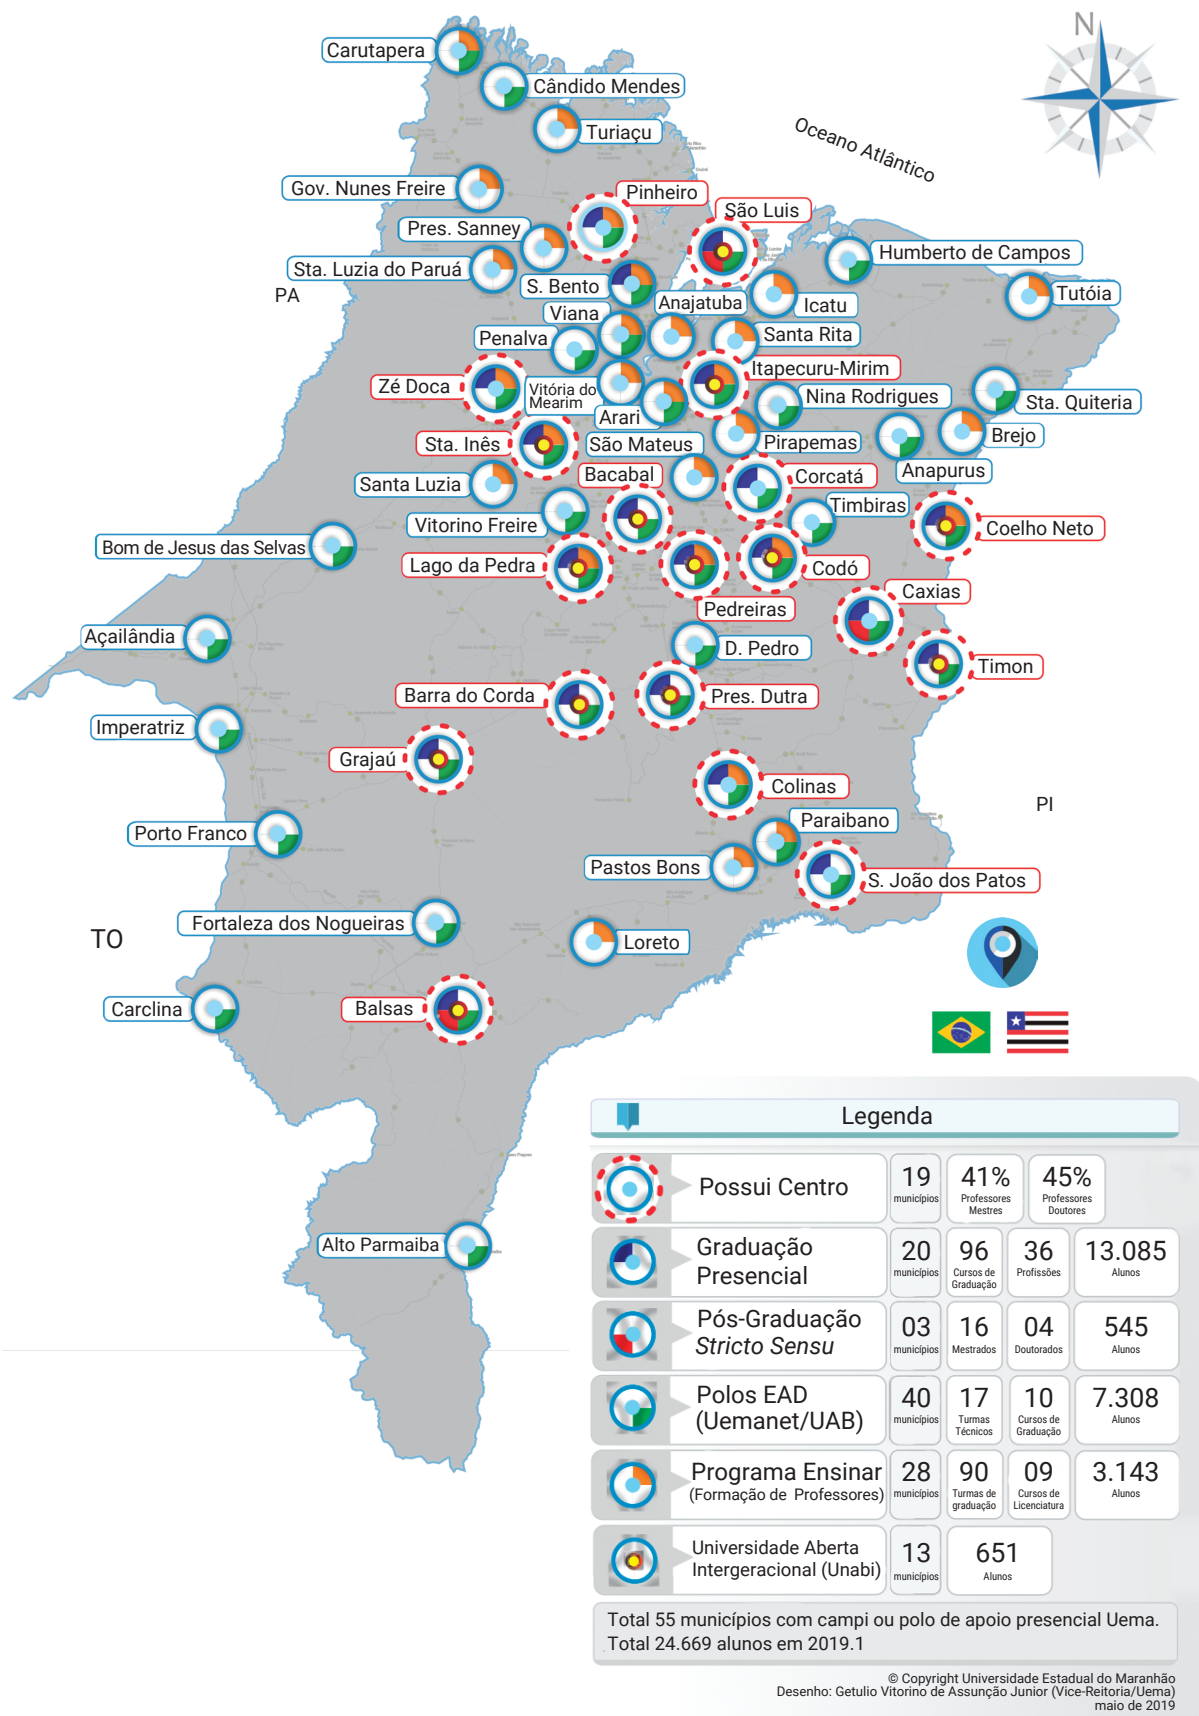 N
Carutapera
Cândido Mendes
Turiaçu
Oceano Atlântico
Gov. Nunes Freire
Pinheiro
São Luis
Pres. Sanney
Humberto de Campos
Sta. Luzia do Paruá
PA
S. Bento
Anajatuba
Icatu
Tutóia
Viana
Penalva
Santa Rita
Itapecuru-Mirim
Zé Doca
Vitória do
Mearim
Nina Rodrigues
Sta. Quiteria
Arari
Sta. Inês
São Mateus
Pirapemas
Brejo
Anapurus
Bacabal
Corcatá
Santa Luzia
Timbiras
Vitorino Freire
Coelho Neto
Bom de Jesus das Selvas
Lago da Pedra
Codó
Caxias
Pedreiras
Açailândia
D. Pedro
Timon
Barra do Corda
Pres. Dutra
Imperatriz
Grajaú
Colinas
PI
Porto Franco
Paraibano
Pastos Bons
S. João dos Patos
Fortaleza dos Nogueiras
TO
Loreto
Carclina
Balsas
Alto Parmaiba
Legenda
Possui Centro
19
municípios
41%
Professores
Mestres
45%
Professores
Doutores
Graduação
Presencial
20
municípios
96
Cursos de
Graduação
36
Profissões
13.085
Alunos
Pós-Graduação
Stricto Sensu
03
municípios
16
Mestrados
04
Doutorados
545
Alunos
Polos EAD
(Uemanet/UAB)
40
municípios
17
Turmas
Técnicos
10
Cursos de
Graduação
7.308
Alunos
Programa Ensinar
(Formação de Professores)
28
municípios
90
Turmas de
graduação
09
Cursos de
Licenciatura
3.143
Alunos
Universidade Aberta
Intergeracional (Unabi)
13
municípios
651
Alunos
Total 55 municípios com campi ou polo de apoio presencial Uema.
Total 24.669 alunos em 2019.1
© Copyright Universidade Estadual do Maranhão
Desenho: Getulio Vitorino de Assunção Junior (Vice-Reitoria/Uema)
maio de 2019